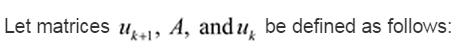 Let matrices u_{k+1}, A, and u_k be defined as follows: